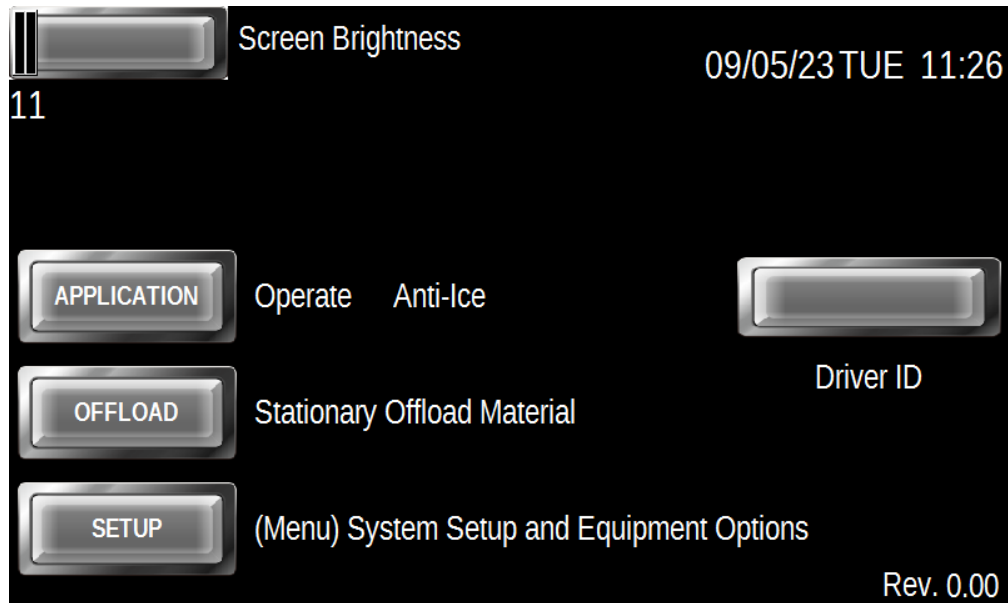 Screen Brightness
09/05/23 TUE 11:26
11
APPLICATION Operate Anti-Ice
Driver ID
OFFLOAD Stationary Offload Material
SETUP (Menu) System Setup and Equipment Options
Rev. 0.00